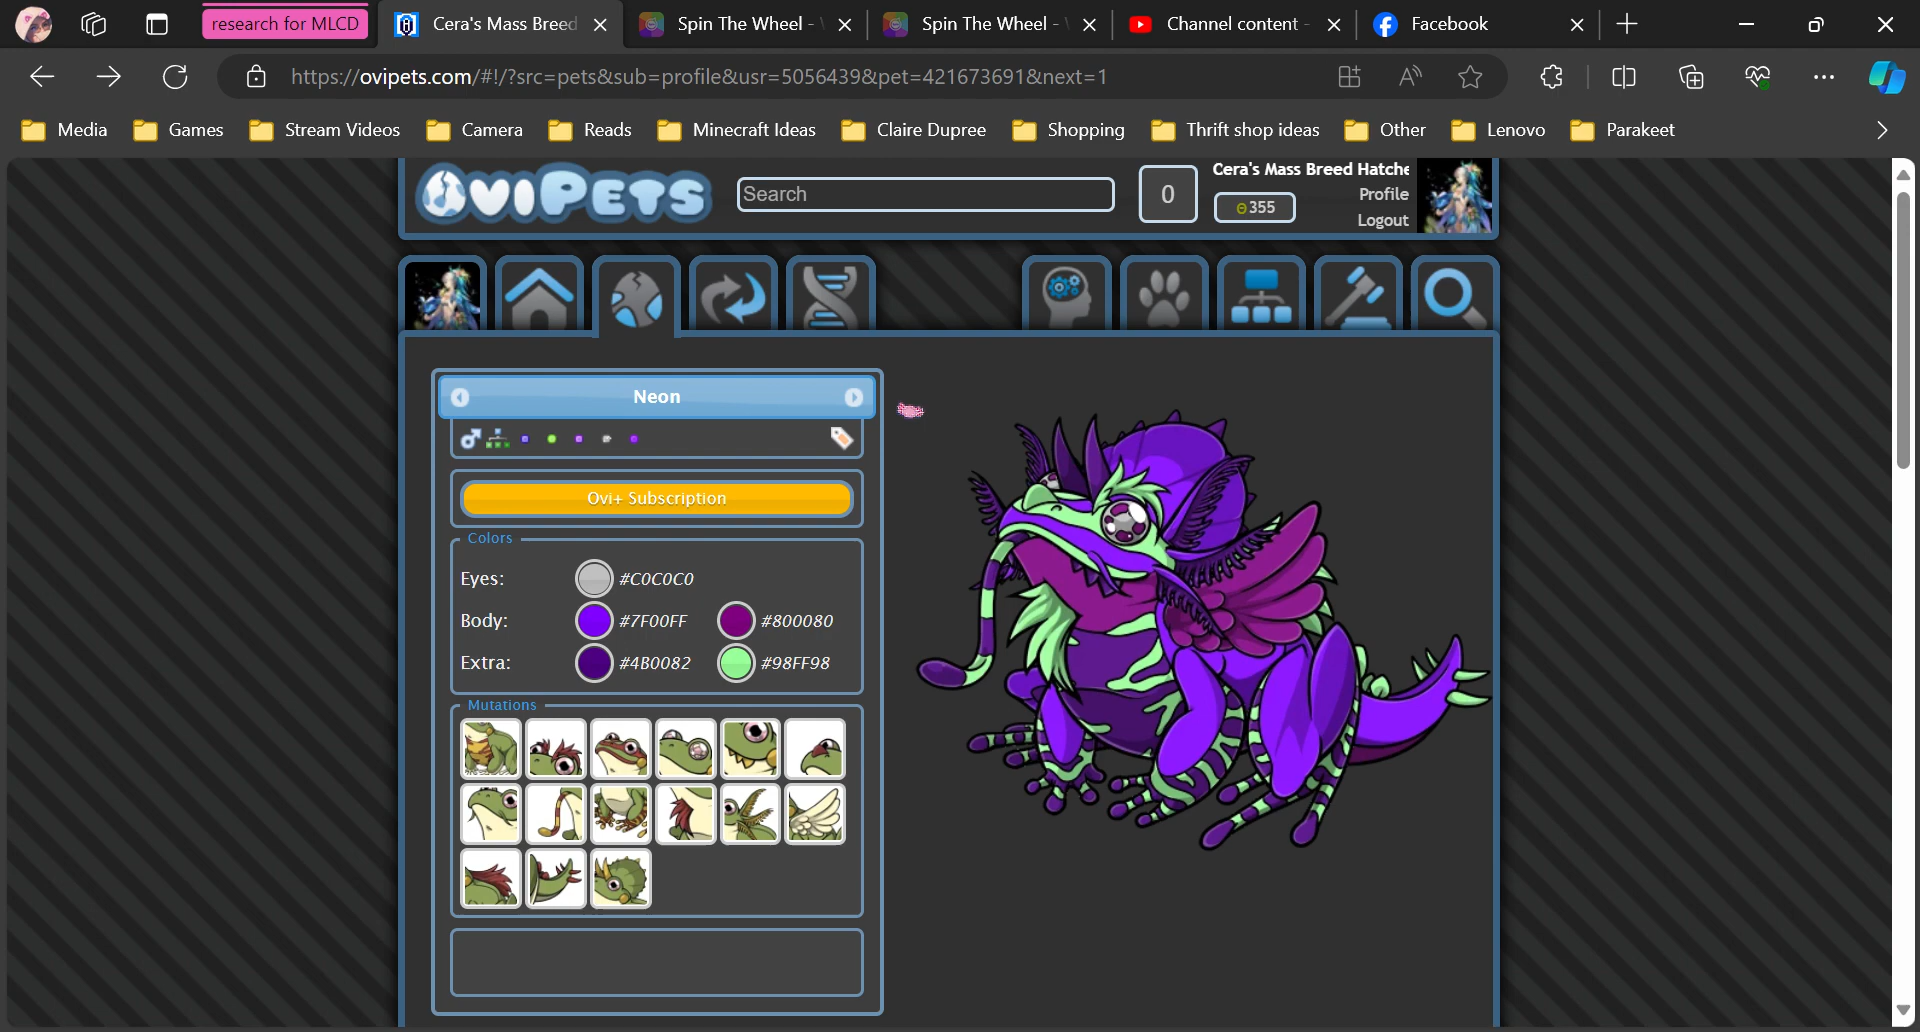 research for MLCD
Cera's Mass Breed
Spin The Wheel -
Spin The Wheel -
Channel content -
Facebook
https://ovipets.com/#!/?src=pets&sub=profile&usr=5056439&pet=421673691&next=1
Media
Games
Stream Videos
Camera
Reads
Minecraft Ideas
Claire Dupree
Shopping
Thrift shop ideas
Other
Lenovo
Parakeet
OviPets
Search
0
Cera's Mass Breed Hatche
355
Profile
Logout
Neon
Ovi+ Subscription
Colors
Eyes: #C0C0C0
Body: #7F00FF #800080
Extra: #4B0082 #98FF98
Mutations